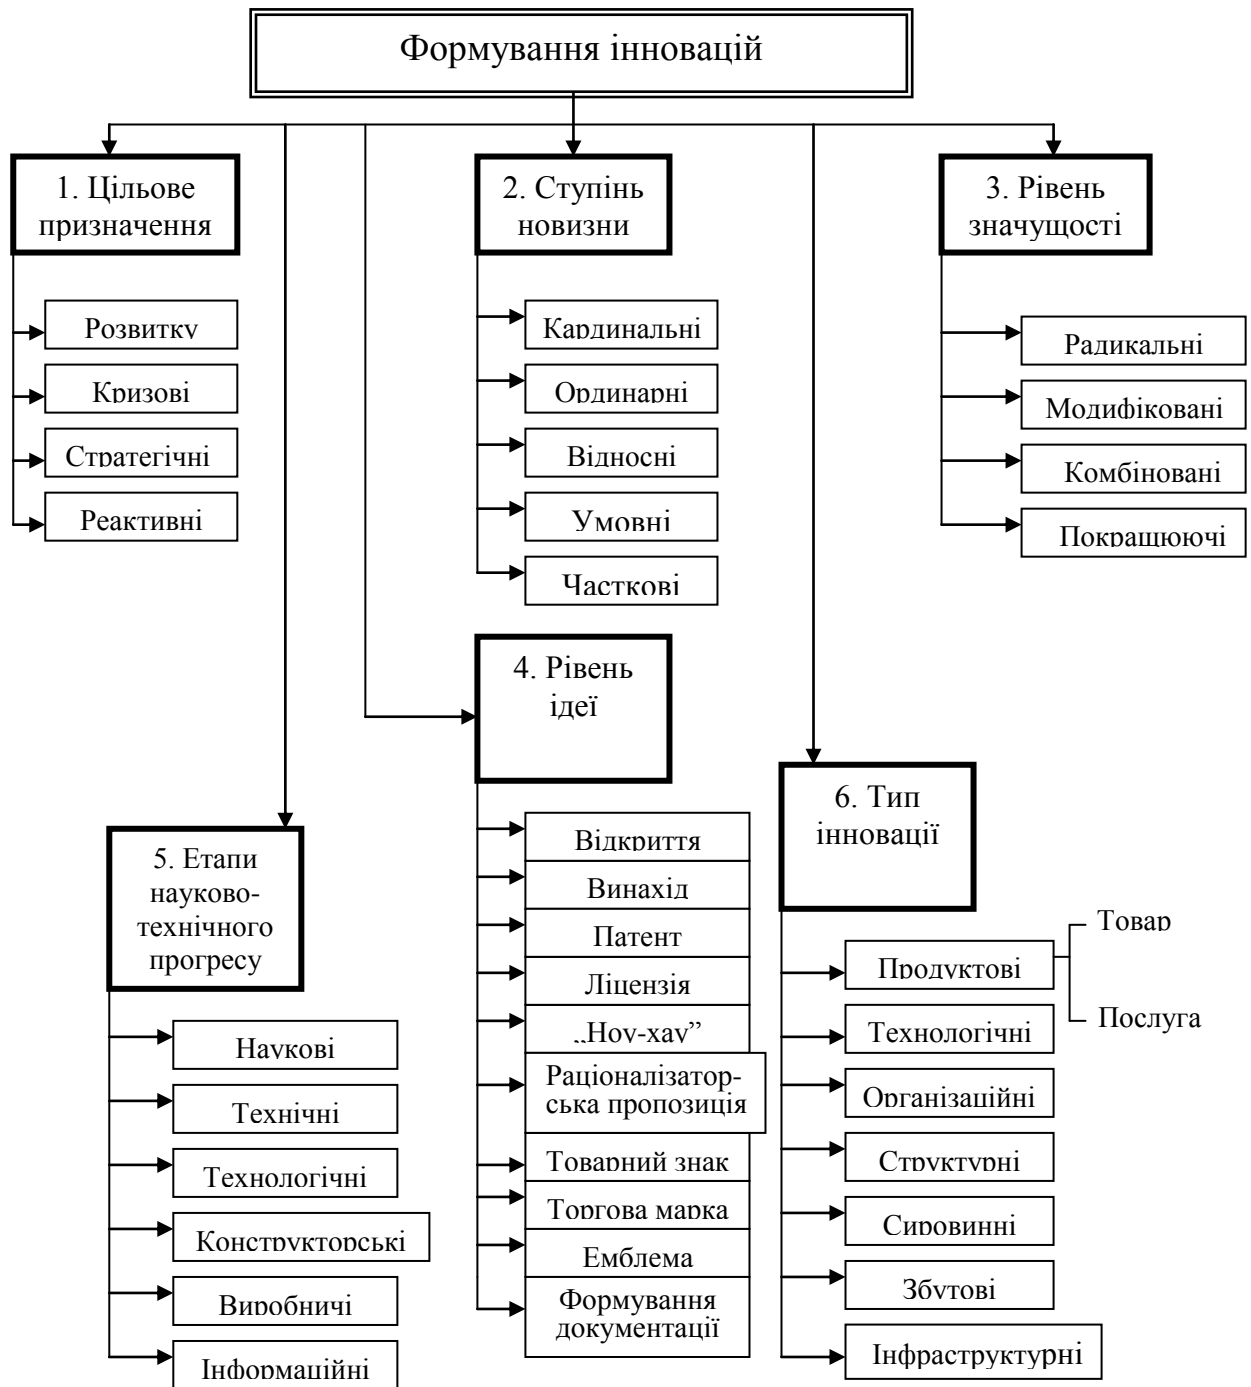 Формування інновацій
1. Цільове
призначення
Розвитку
Кризові
Стратегічні
Реактивні
2. Ступінь
новизни
Кардинальні
Ординарні
Відносні
Умовні
Часткові
3. Рівень
значущості
Радикальні
Модифіковані
Комбіновані
Покращюючі
4. Рівень
ідеї
Відкриття
Винахід
Патент
Ліцензія
„Ноу-хау”
Раціоналізатор-
ська пропозиція
Товарний знак
Торгова марка
Емблема
Формування
документації
5. Етапи
науково-
технічного
прогресу
Наукові
Технічні
Технологічні
Конструкторські
Виробничі
Інформаційні
6. Тип
інновації
Продуктові
Товар
Послуга
Технологічні
Організаційні
Структурні
Сировинні
Збутові
Інфраструктурні